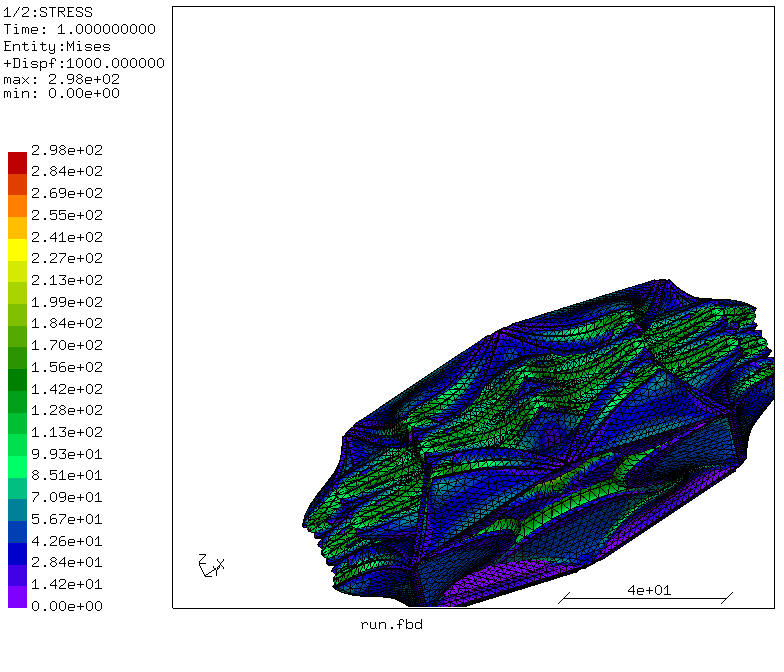 1/2:STRESS
Time: 1.000000000
Entity:Mises
+Dispf:1000.000000
max: 2.98e+02
min: 0.00e+00
2.98e+02
2.84e+02
2.69e+02
2.55e+02
2.41e+02
2.27e+02
2.13e+02
1.99e+02
1.84e+02
1.70e+02
1.56e+02
1.42e+02
1.28e+02
1.13e+02
9.93e+01
8.51e+01
7.09e+01
5.67e+01
4.26e+01
2.84e+01
1.42e+01
0.00e+00
Z
Y
X
4e+01
run.fbd